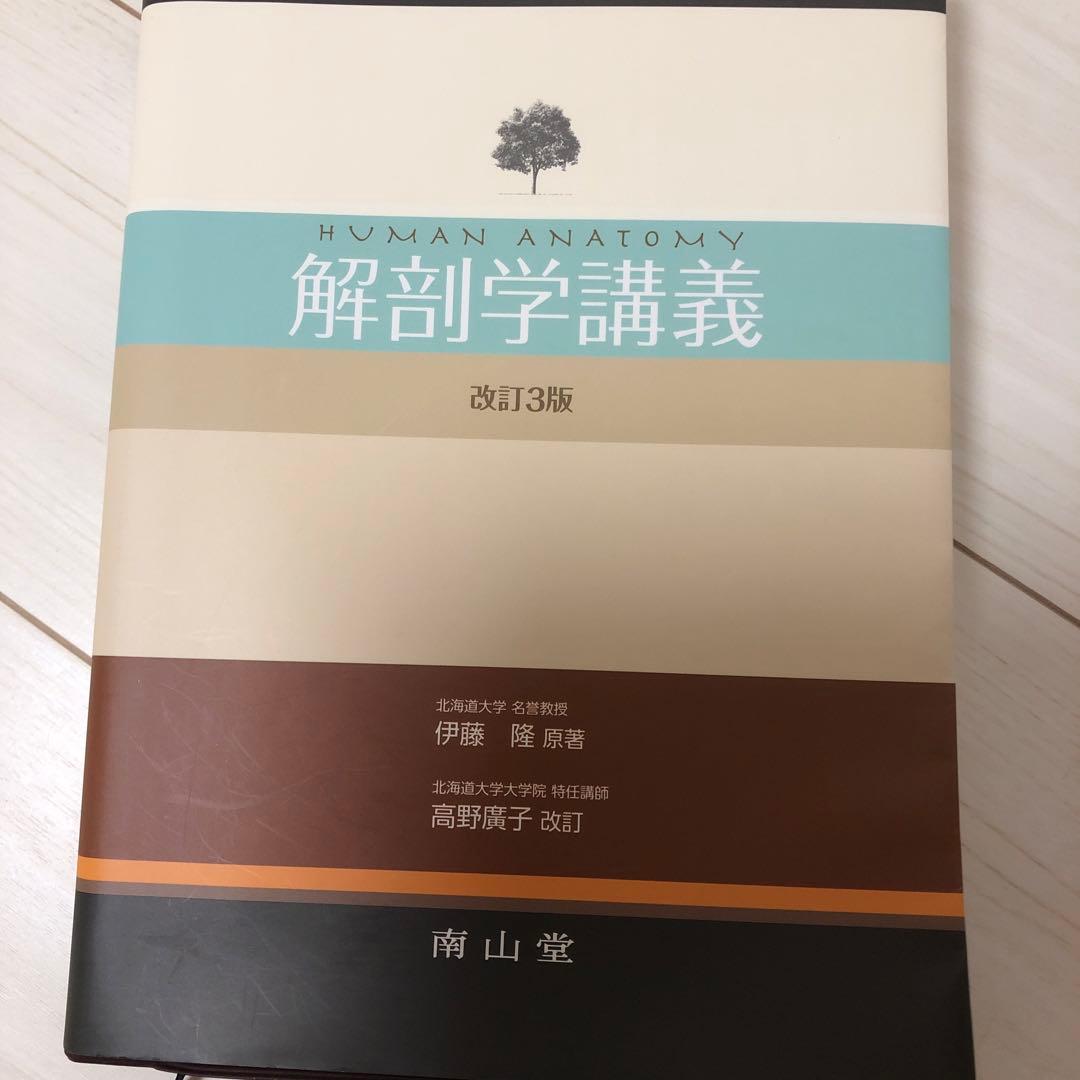 HUMAN ANATOMY
解剖学講義
改訂3版
北海道大学 名誉教授
伊藤 隆 原著
北海道大学大学院 特任講師
高野廣子 改訂
南山堂